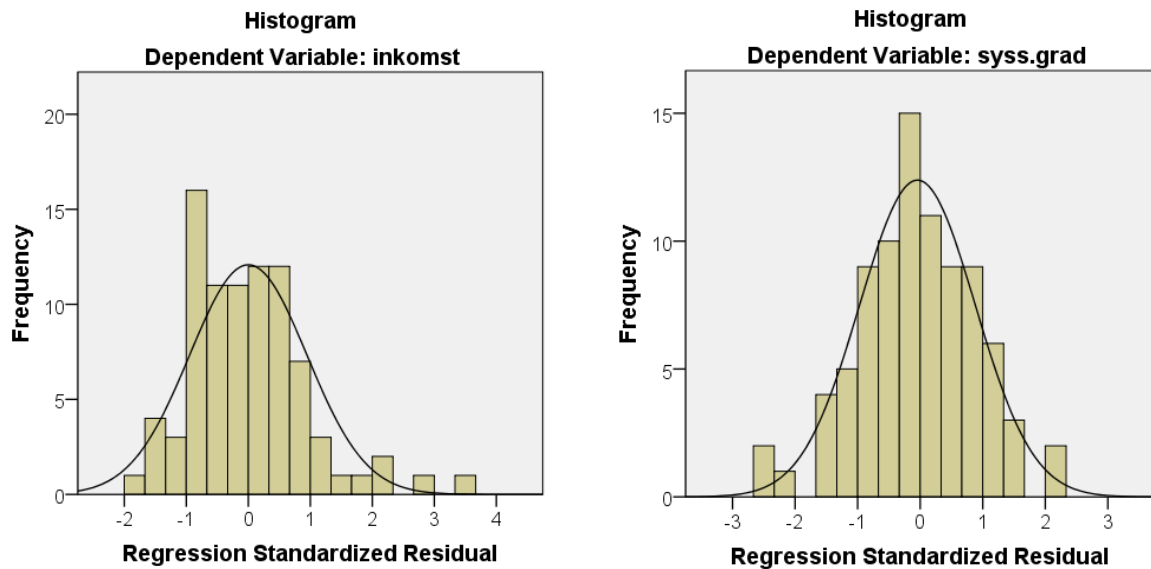 Histogram
Dependent Variable: inkomst
20
15
10
5
0
-2 -1 0 1 2 3 4
Frequency
Regression Standardized Residual
Histogram
Dependent Variable: syss.grad
15
10
5
0
-3 -2 -1 0 1 2 3
Frequency
Regression Standardized Residual